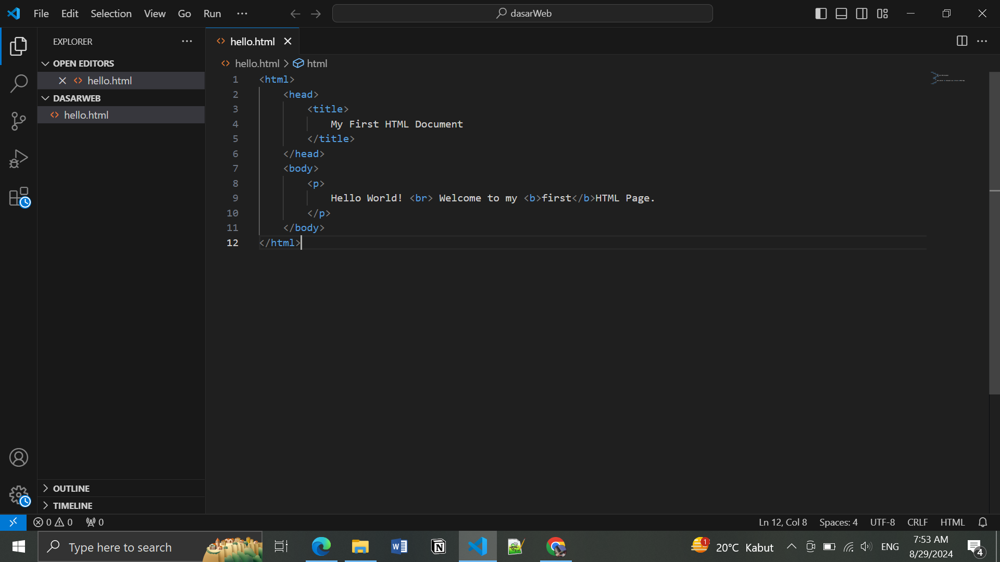 File Edit Selection View Go Run ··· dasarWeb
EXPLORER ···
OPEN EDITORS
hello.html
DASARWEB
hello.html
OUTLINE
TIMELINE
hello.html
hello.html > html
1 <html>
2 <head>
3 <title>
4 My First HTML Document
5 </title>
6 </head>
7 <body>
8 <p>
9 Hello World! <br> Welcome to my <b>first</b>HTML Page.
10 </p>
11 </body>
12 </html>
0 0 0 Ln 12, Col 8 Spaces: 4 UTF-8 CRLF HTML
Type here to search 1 20°C Kabut ENG 7:53 AM
8/29/2024 4